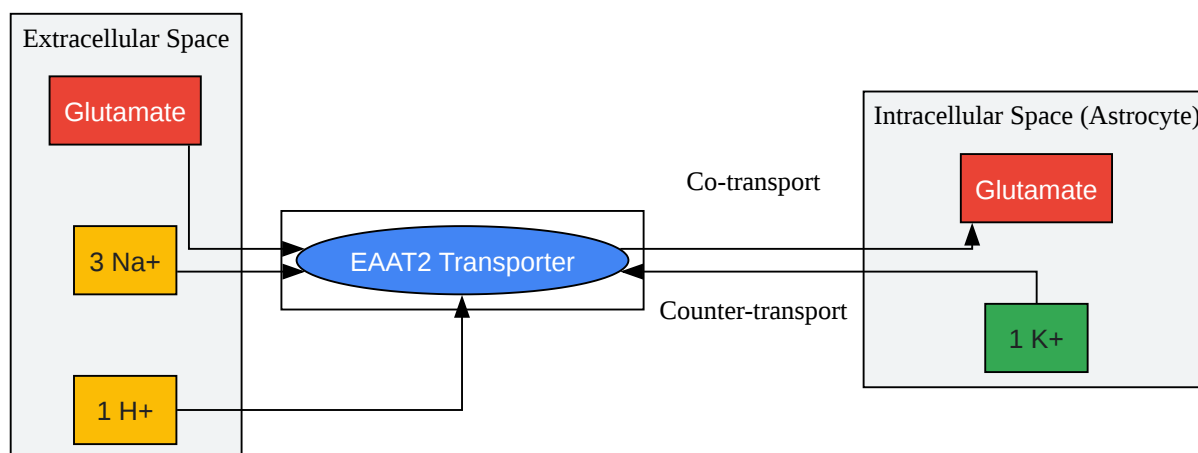 Extracellular Space
Glutamate
3 Na+
1 H+
EAAT2 Transporter
Co-transport
Counter-transport
Intracellular Space (Astrocyte)
Glutamate
1 K+